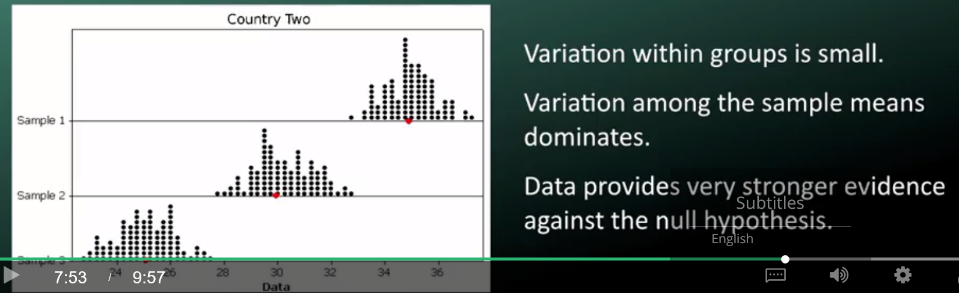 Country Two
Variation within groups is small.
Variation among the sample means
dominates.
Data provides very stronger evidence
against the null hypothesis.
Sample 1
Sample 2
Sample 3
24 26 28 30 32 34 36
Data
Subtitles
English
7:53 / 9:57